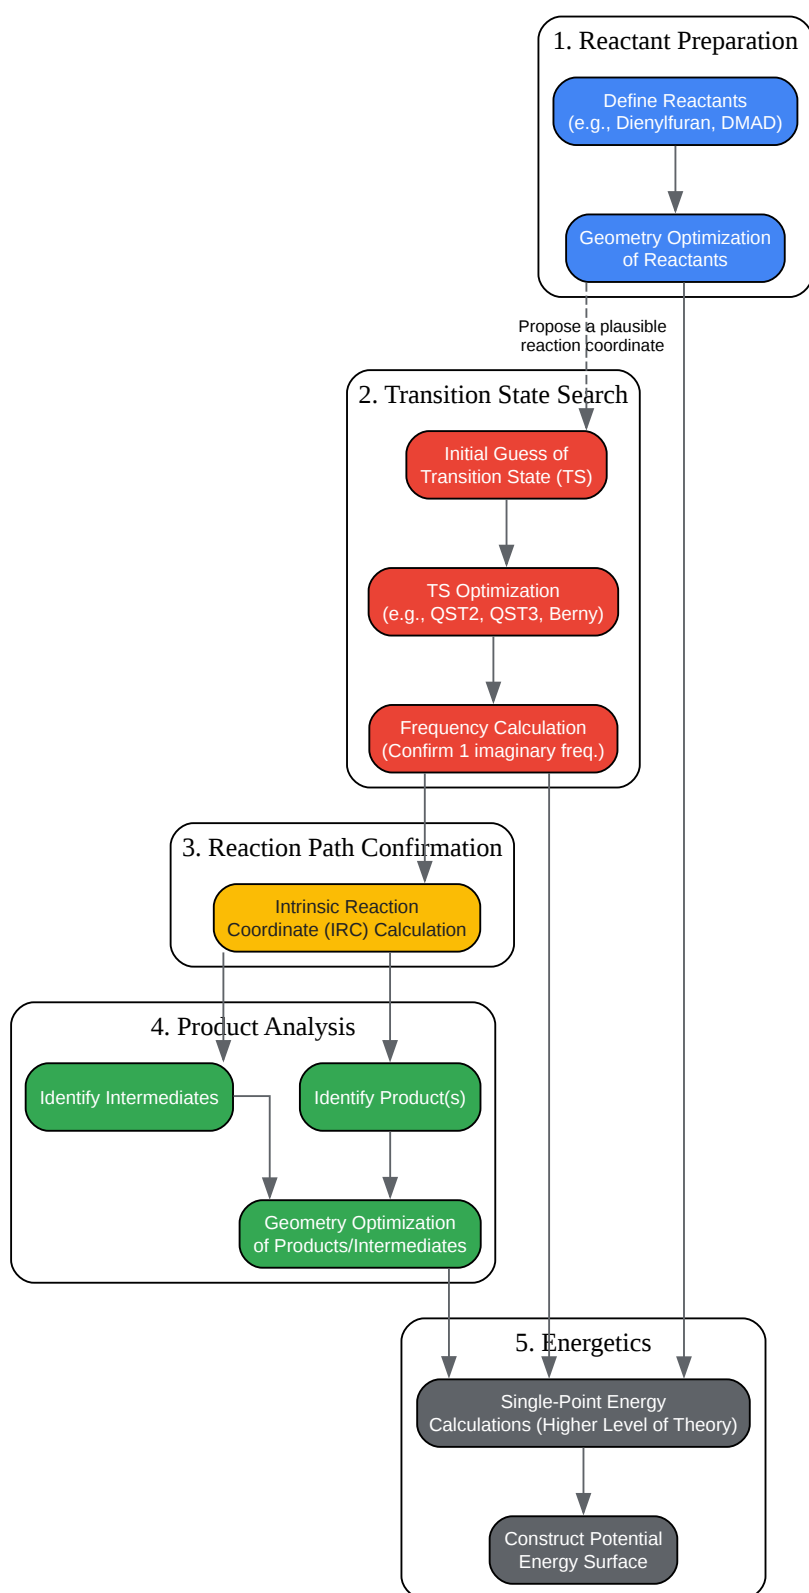 1. Reactant Preparation
Define Reactants
(e.g., Dienylfuran, DMAD)
Geometry Optimization
of Reactants
Propose a plausible
reaction coordinate
2. Transition State Search
Initial Guess of
Transition State (TS)
TS Optimization
(e.g., QST2, QST3, Berny)
Frequency Calculation
(Confirm 1 imaginary freq.)
3. Reaction Path Confirmation
Intrinsic Reaction
Coordinate (IRC) Calculation
4. Product Analysis
Identify Intermediates
Identify Product(s)
Geometry Optimization
of Products/Intermediates
5. Energetics
Single-Point Energy
Calculations (Higher Level of Theory)
Construct Potential
Energy Surface